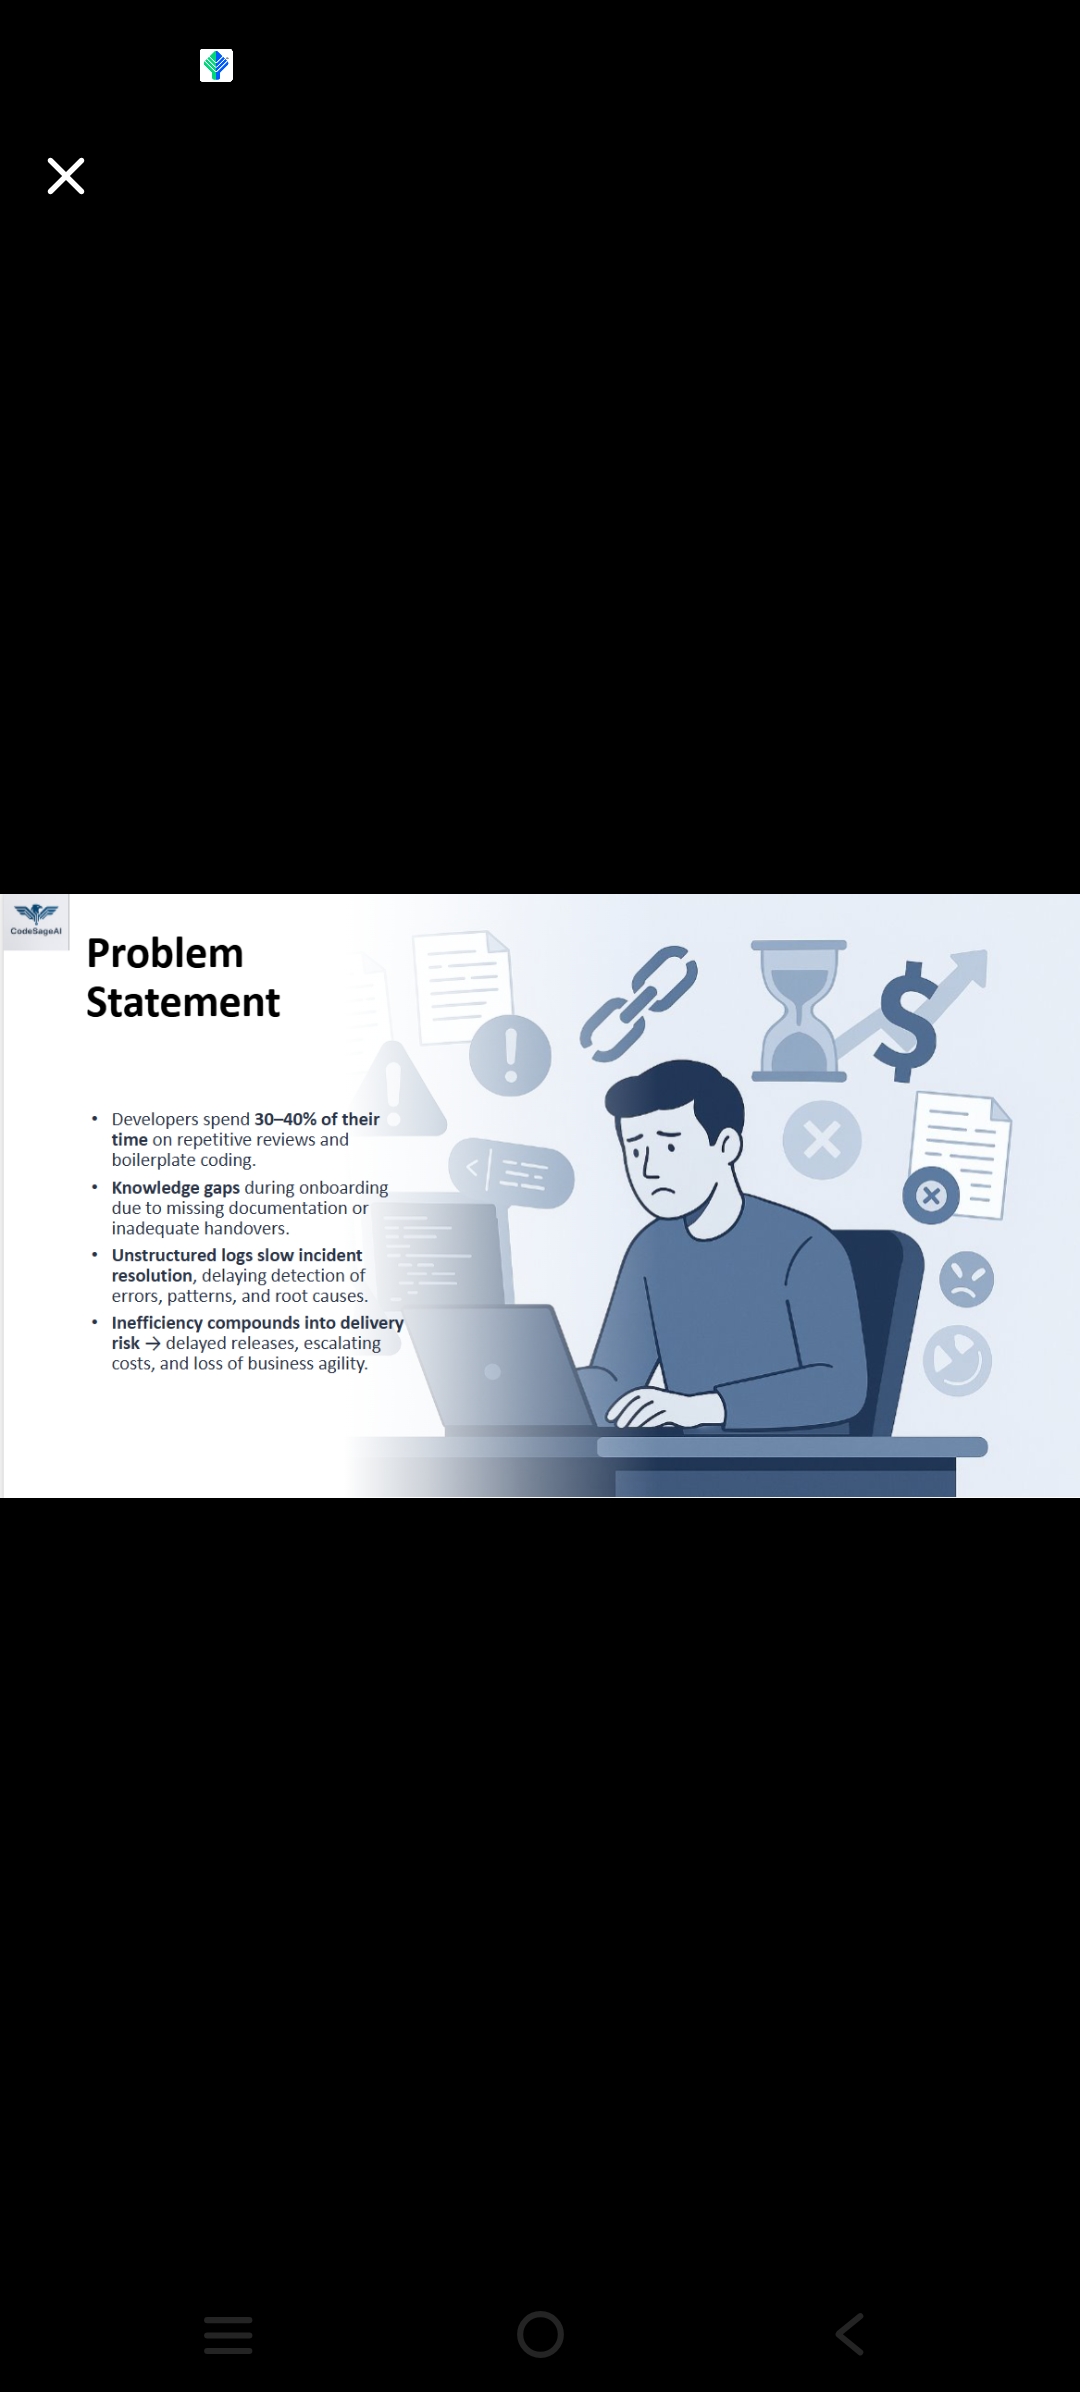 CodeSageAI
Problem
Statement
• Developers spend 30–40% of their
time on repetitive reviews and
boilerplate coding.
• Knowledge gaps during onboarding
due to missing documentation or
inadequate handovers.
• Unstructured logs slow incident
resolution, delaying detection of
errors, patterns, and root causes.
• Inefficiency compounds into delivery
risk → delayed releases, escalating
costs, and loss of business agility.